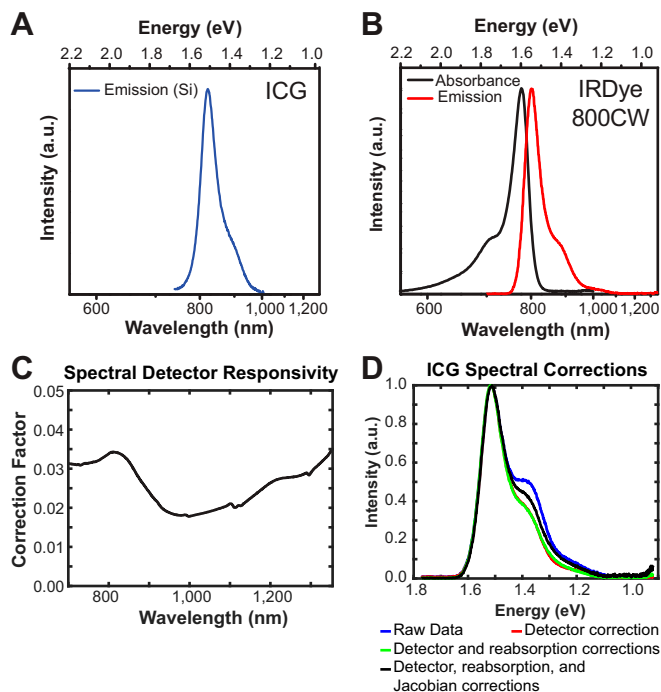 A
Energy (eV)
2.2 2.0 1.8 1.6 1.4 1.2 1.0
Emission (Si)
ICG
Intensity (a.u.)
600 800 1,000 1,200
Wavelength (nm)
B
Energy (eV)
2.2 2.0 1.8 1.6 1.4 1.2 1.0
Absorbance
Emission
IRDye
800CW
Intensity (a.u.)
600 800 1,000 1,200
Wavelength (nm)
C
Spectral Detector Responsivity
Correction Factor
0.05
0.04
0.03
0.02
0.01
0.00
800 1,000 1,200
Wavelength (nm)
D
ICG Spectral Corrections
Intensity (a.u.)
1.0
0.8
0.6
0.4
0.2
0.0
1.8 1.6 1.4 1.2 1.0
Energy (eV)
Raw Data Detector correction
Detector and reabsorption corrections
Detector, reabsorption, and
Jacobian corrections